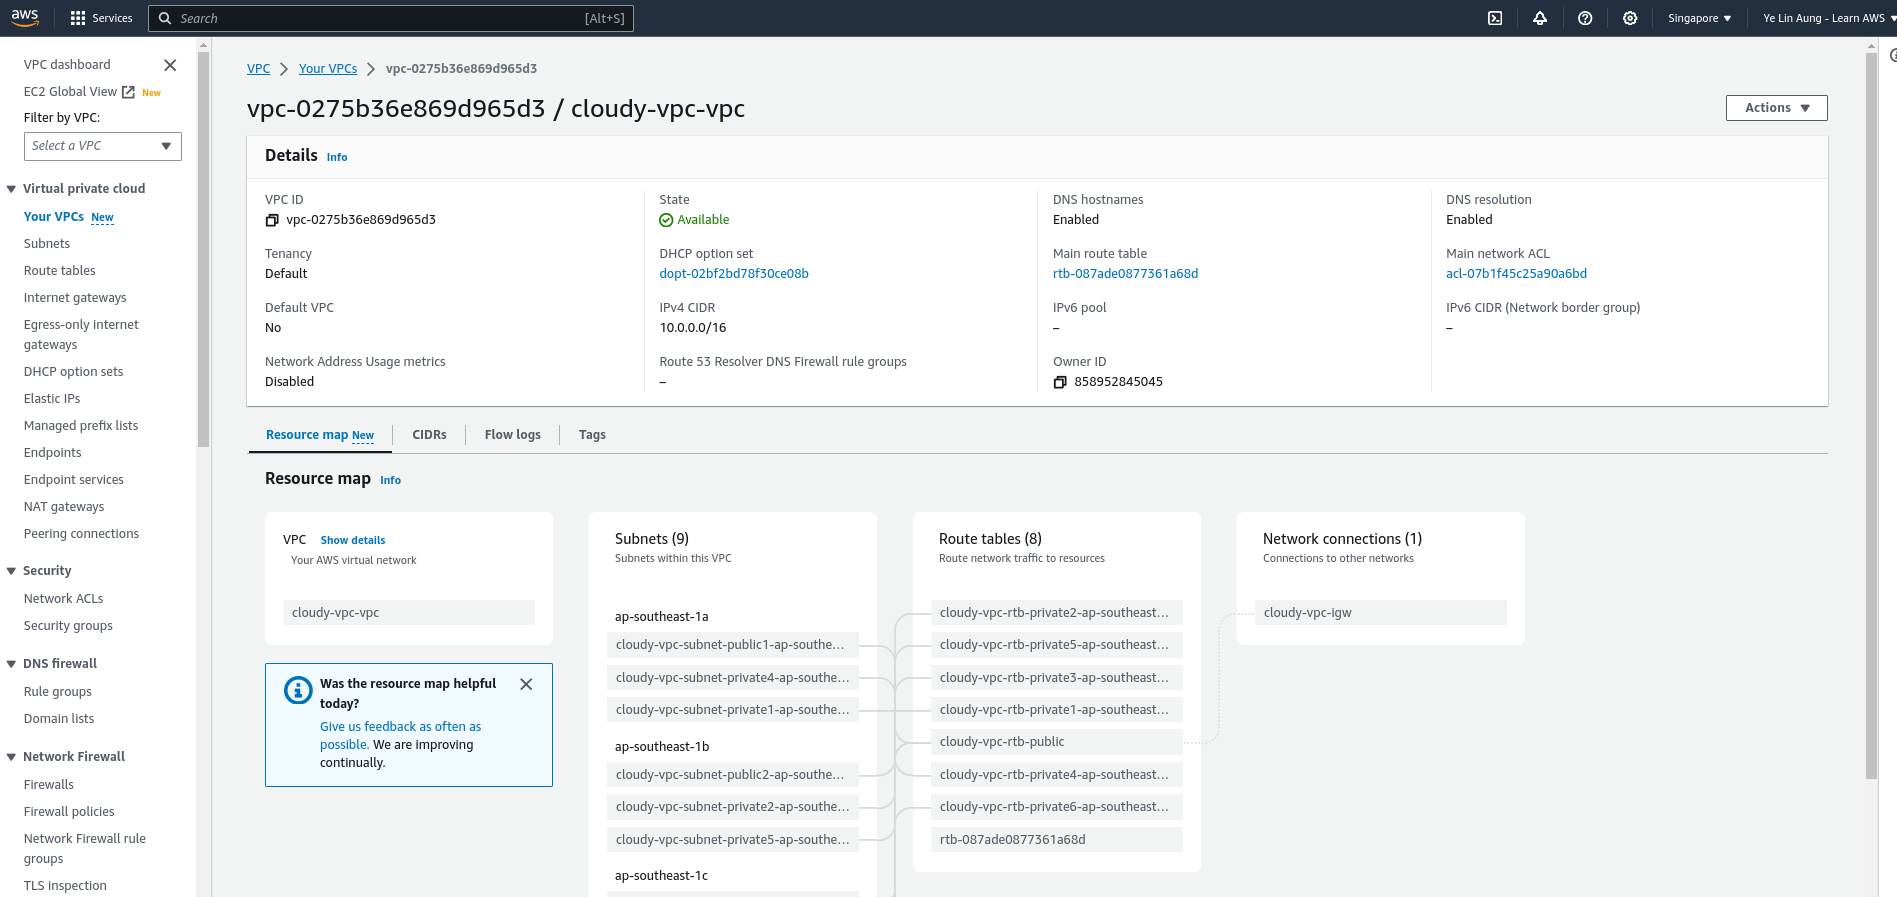 aws
Services
Search
[Alt+S]
Singapore
Ye Lin Aung - Learn AWS
VPC dashboard
EC2 Global View New
Filter by VPC:
Select a VPC
Virtual private cloud
Your VPCs New
Subnets
Route tables
Internet gateways
Egress-only internet
gateways
DHCP option sets
Elastic IPs
Managed prefix lists
Endpoints
Endpoint services
NAT gateways
Peering connections
Security
Network ACLs
Security groups
DNS firewall
Rule groups
Domain lists
Network Firewall
Firewalls
Firewall policies
Network Firewall rule
groups
TLS inspection
VPC
Your VPCs
vpc-0275b36e869d965d3
vpc-0275b36e869d965d3 / cloudy-vpc-vpc
Actions
Details Info
VPC ID
vpc-0275b36e869d965d3
State
Available
DNS hostnames
Enabled
DNS resolution
Enabled
Tenancy
Default
DHCP option set
dopt-02bf2bd78f30ce08b
Main route table
rtb-087ade0877361a68d
Main network ACL
acl-07b1f45c25a90a6bd
Default VPC
No
IPv4 CIDR
10.0.0.0/16
IPv6 pool
–
IPv6 CIDR (Network border group)
–
Network Address Usage metrics
Disabled
Route 53 Resolver DNS Firewall rule groups
–
Owner ID
858952845045
Resource map New
CIDRs
Flow logs
Tags
Resource map Info
VPC Show details
Your AWS virtual network
cloudy-vpc-vpc
Was the resource map helpful
today?
Give us feedback as often as
possible. We are improving
continually.
Subnets (9)
Subnets within this VPC
ap-southeast-1a
cloudy-vpc-subnet-public1-ap-southe...
cloudy-vpc-subnet-private4-ap-southe...
cloudy-vpc-subnet-private1-ap-southe...
ap-southeast-1b
cloudy-vpc-subnet-public2-ap-southe...
cloudy-vpc-subnet-private2-ap-southe...
cloudy-vpc-subnet-private5-ap-southe...
ap-southeast-1c
Route tables (8)
Route network traffic to resources
cloudy-vpc-rtb-private2-ap-southeast...
cloudy-vpc-rtb-private5-ap-southeast...
cloudy-vpc-rtb-private3-ap-southeast...
cloudy-vpc-rtb-private1-ap-southeast...
cloudy-vpc-rtb-public
cloudy-vpc-rtb-private4-ap-southeast...
cloudy-vpc-rtb-private6-ap-southeast...
rtb-087ade0877361a68d
Network connections (1)
Connections to other networks
cloudy-vpc-igw